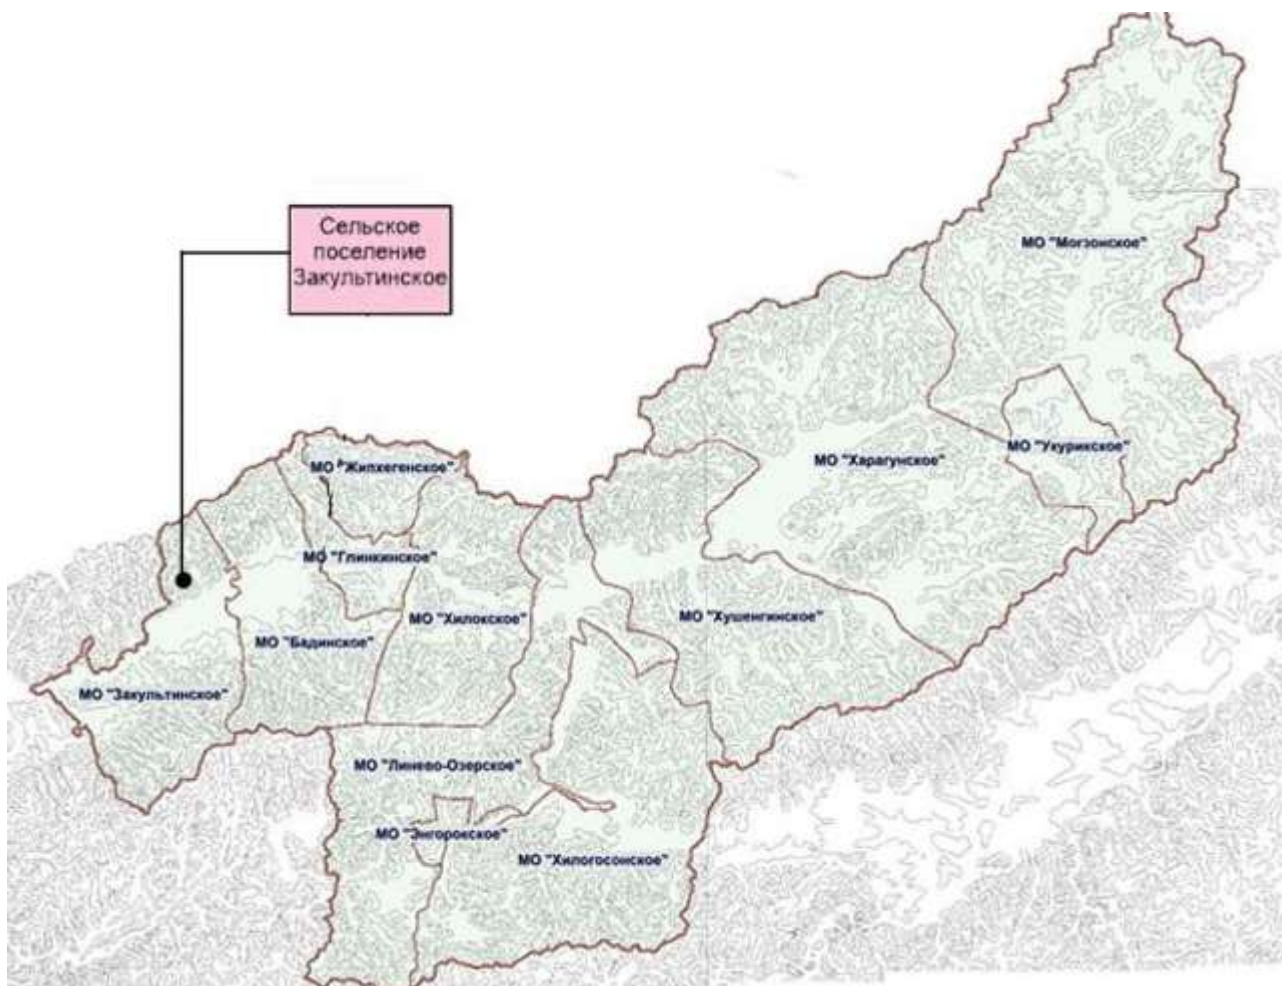 Сельское
поселение
Закультинское
МО "Могзонское"
МО "Жипхегенское"
МО "Харагунское"
МО "Укурикское"
МО "Глинкинское"
МО "Бадинское"
МО "Хилокское"
МО "Хушенгинское"
МО "Закультинское"
МО "Линево-Озерское"
МО "Энгорокское"
МО "Хилогосонское"